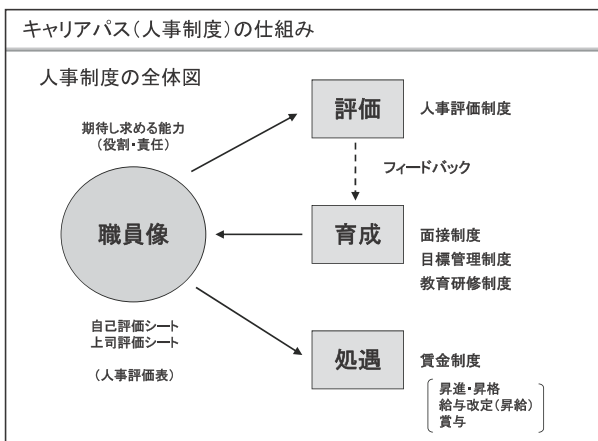 キャリアパス(人事制度)の仕組み
人事制度の全体図
期待し求める能力
(役割・責任)
職員像
自己評価シート
上司評価シート
(人事評価表)
評価
人事評価制度
フィードバック
育成
面接制度
目標管理制度
教育研修制度
処遇
賃金制度
昇進・昇格
給与改定(昇給)
賞与